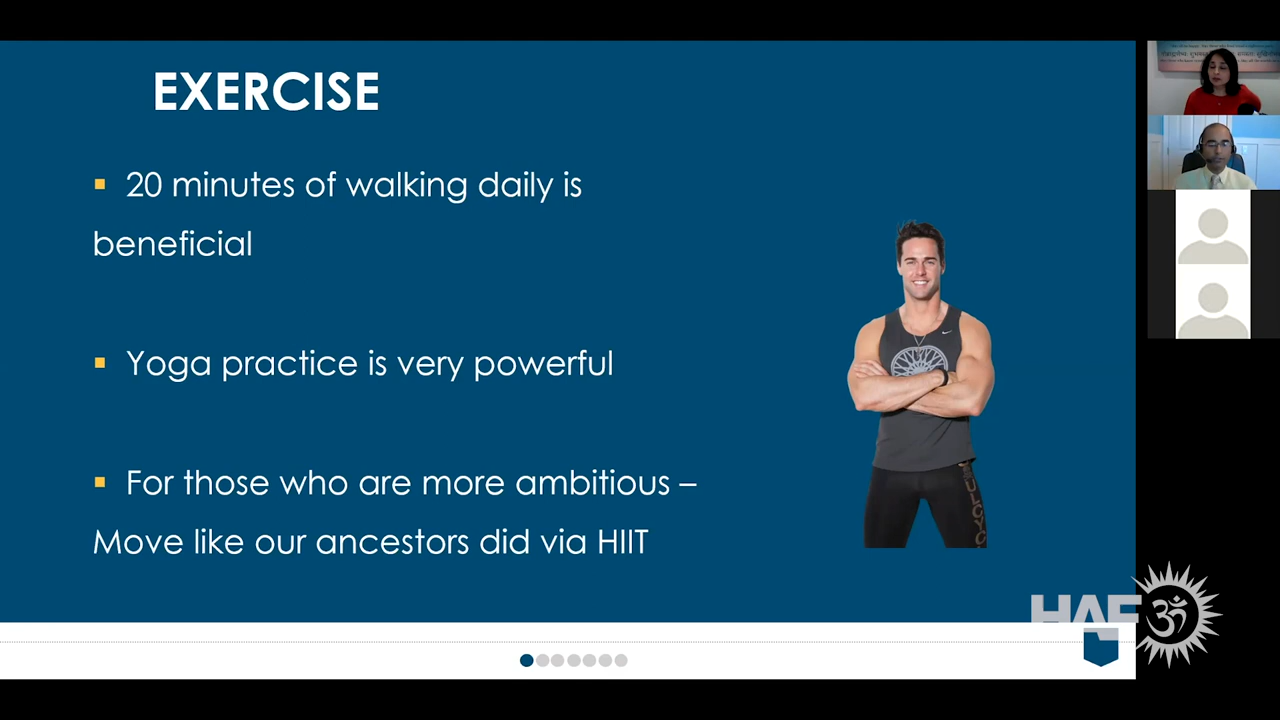 EXERCISE
20 minutes of walking daily is
beneficial
Yoga practice is very powerful
For those who are more ambitious –
Move like our ancestors did via HIIT
HAF
ॐ